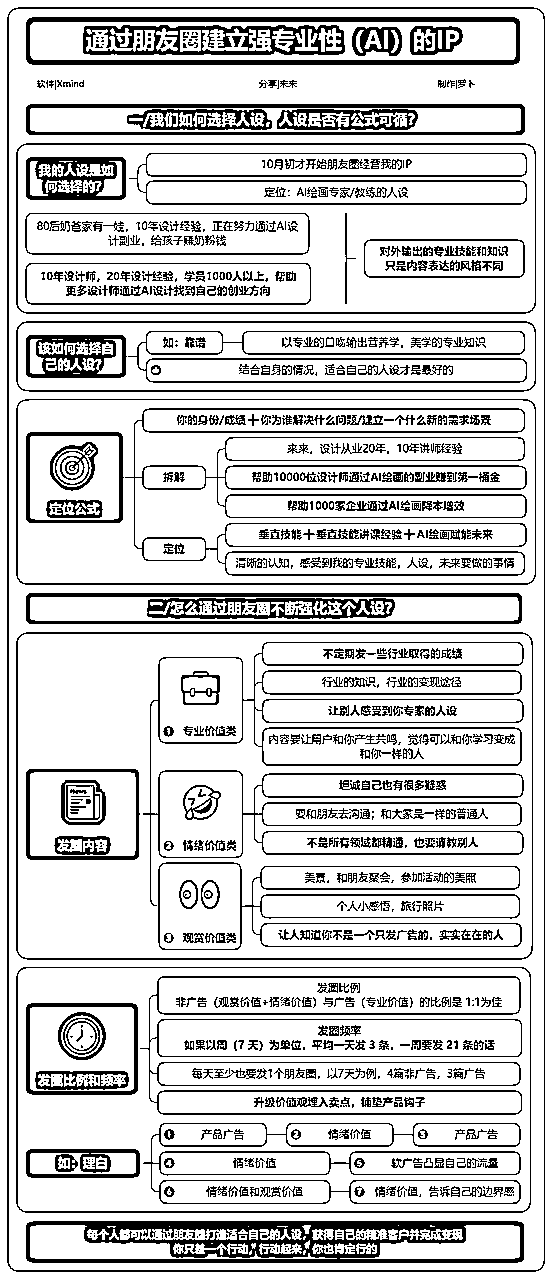 通过朋友圈建立强专业性（AI）的IP
软件|Xmind
分享|未来
制作|萝卜
一/我们如何选择人设，人设是否有公式可循？
我的人设是如
何选择的？
10月初才开始朋友圈经营我的IP
定位：AI绘画专家/教练的人设
80后奶爸家有一娃，10年设计经验，正在努力通过AI设
计副业，给孩子赚奶粉钱
10年设计师，20年设计经验，学员1000人以上，帮助
更多设计师通过AI设计找到自己的创业方向
对外输出的专业技能和知识
只是内容表达的风格不同
该如何选择自
己的人设？
如：靠谱
以专业的口吻输出营养学，美学的专业知识
结合自身的情况，适合自己的人设才是最好的
定位公式
你的身份/成绩＋你为谁解决什么问题/建立一个什么新的需求场景
拆解
来来，设计从业20年，10年讲师经验
帮助10000位设计师通过AI绘画的副业赚到第一桶金
帮助1000家企业通过AI绘画降本增效
定位
垂直技能＋垂直技能讲课经验＋AI绘画赋能未来
清晰的认知，感受到我的专业技能，人设，未来要做的事情
二/怎么通过朋友圈不断强化这个人设？
发圈内容
1 专业价值类
不定期发一些行业取得的成绩
行业的知识，行业的变现途径
让别人感受到你专家的人设
内容要让用户和你产生共鸣，觉得可以和你学习变成
和你一样的人
2 情绪价值类
坦诚自己也有很多疑惑
要和朋友去沟通；和大家是一样的普通人
不是所有领域都精通，也要请教别人
3 观赏价值类
美景，和朋友聚会，参加活动的美照
个人小感悟，旅行照片
让人知道你不是一个只发广告的，实实在在的人
发圈比例和频率
发圈比例
非广告（观赏价值+情绪价值）与广告（专业价值）的比例是 1:1为佳
发圈频率
如果以周（7 天）为单位，平均一天发 3 条，一周要发 21 条的话
每天至少也要发1个朋友圈，以7天为例，4篇非广告，3篇广告
升级价值观埋入卖点，铺垫产品钩子
如：理白
1 产品广告
2 情绪价值
3 产品广告
4 情绪价值
5 软广告凸显自己的流量
6 情绪价值和观赏价值
7 情绪价值，告诉自己的边界感
每个人都可以通过朋友圈打造适合自己的人设，获得自己的精准客户并完成变现
你只差一个行动，行动起来，你也肯定行的